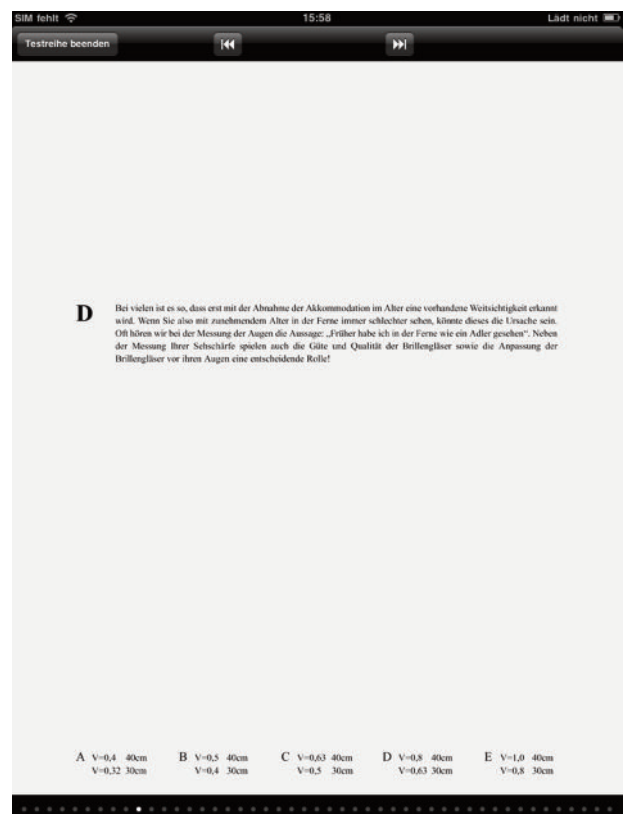 SIM fehlt 15:58 Lädt nicht
Testreihe beenden
D Bei vielen ist es so, dass erst mit der Abnahme der Akkommodation im Alter eine vorhandene Weitsichtigkeit erkannt
wird. Wenn Sie also mit zunehmendem Alter in der Ferne immer schlechter sehen, könnte dieses die Ursache sein.
Oft hören wir bei der Messung der Augen die Aussage: „Früher habe ich in der Ferne wie ein Adler gesehen“. Neben
der Messung Ihrer Sehschärfe spielen auch die Güte und Qualität der Brillengläser sowie die Anpassung der
Brillengläser vor ihren Augen eine entscheidende Rolle!
A V=0,4 40cm B V=0,5 40cm C V=0,63 40cm D V=0,8 40cm E V=1,0 40cm
V=0,32 30cm V=0,4 30cm V=0,5 30cm V=0,63 30cm V=0,8 30cm